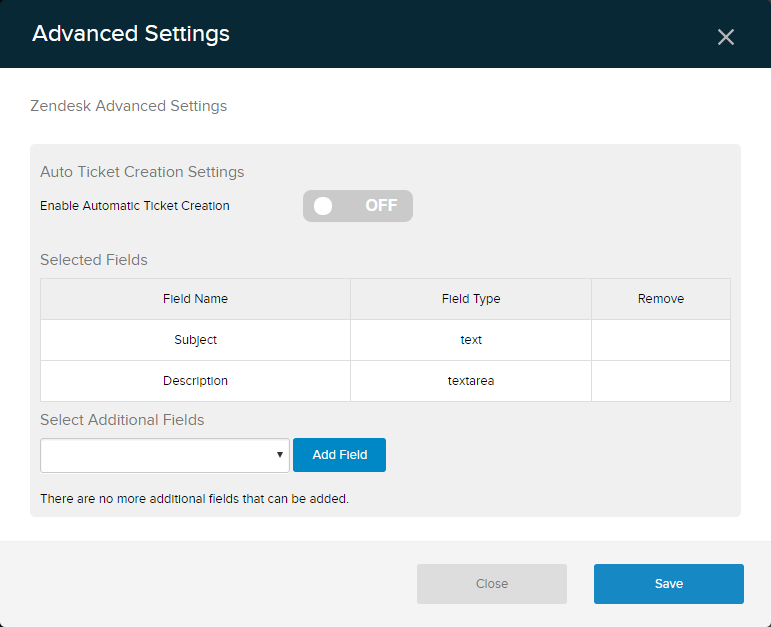 Advanced Settings
Zendesk Advanced Settings
Auto Ticket Creation Settings
Enable Automatic Ticket Creation OFF
Selected Fields
Field Name Field Type Remove
Subject text
Description textarea
Select Additional Fields
Add Field
There are no more additional fields that can be added.
Close Save